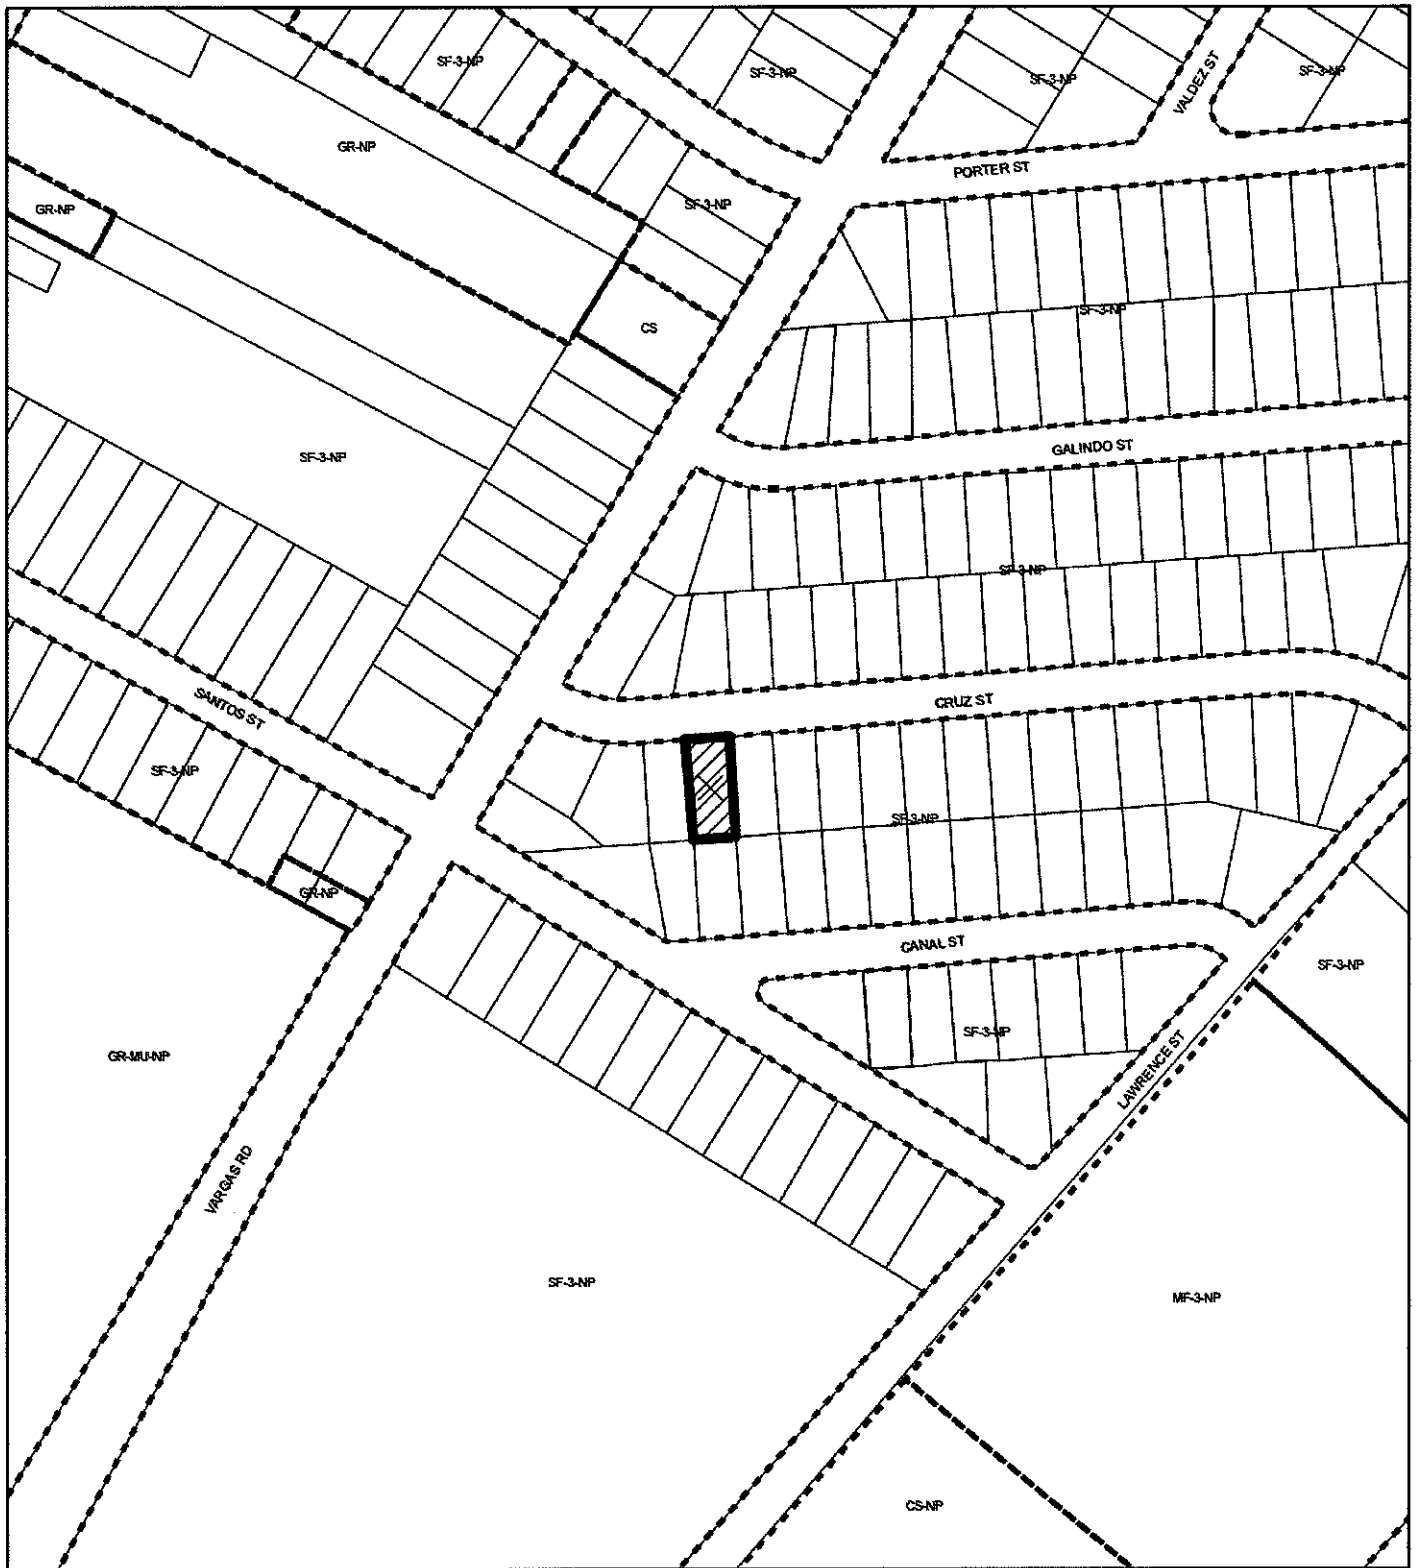 SF-3-NP
SF-3-NP
SF-3-NP
SF-3-NP
VALDEZ ST
GR-NP
PORTER ST
GR-NP
SF-3-NP
SF-3-NP
CS
GALINDO ST
SF-3-NP
SF-3-NP
SANTOS ST
CRUZ ST
SF-3-NP
SF-3-NP
GR-NP
CANAL ST
SF-3-NP
SF-3-NP
GR-MU-NP
LAWRENCE ST
VARGAS RD
SF-3-NP
MF-3-NP
CS-NP